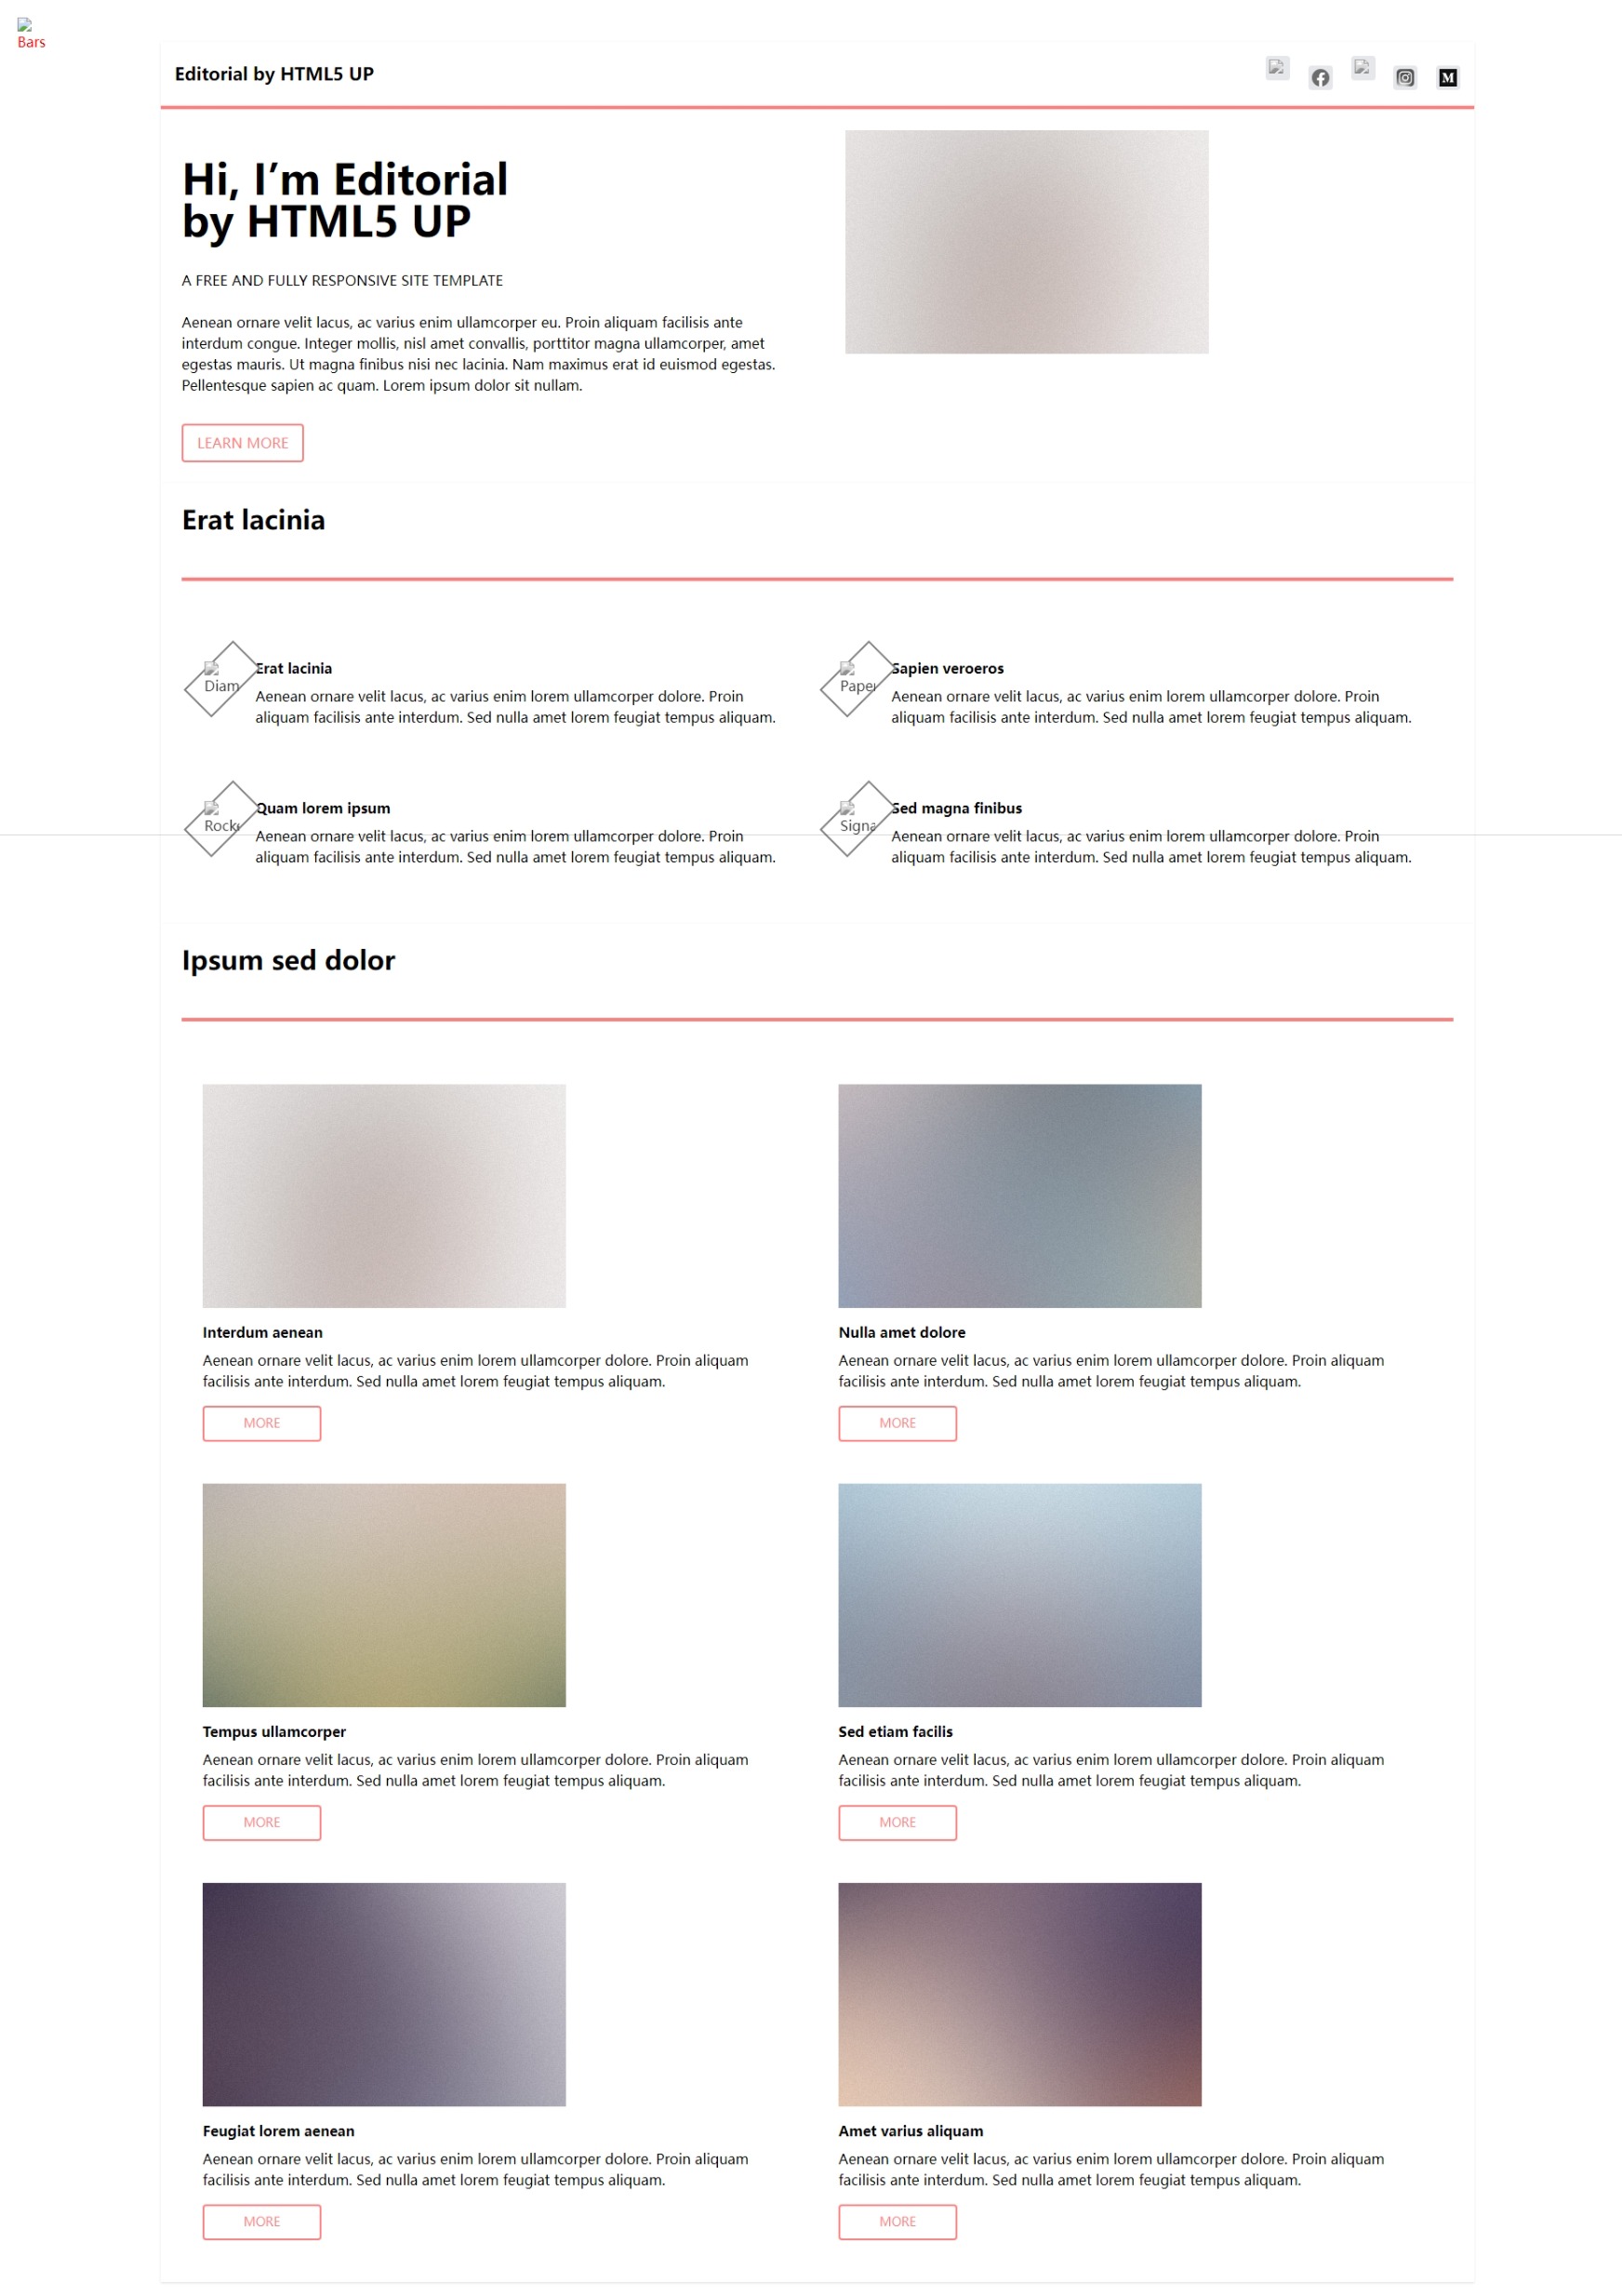 Bars
Editorial by HTML5 UP
Hi, I’m Editorial
by HTML5 UP
A FREE AND FULLY RESPONSIVE SITE TEMPLATE
Aenean ornare velit lacus, ac varius enim ullamcorper eu. Proin aliquam facilisis ante
interdum congue. Integer mollis, nisl amet convallis, porttitor magna ullamcorper, amet
egestas mauris. Ut magna finibus nisi nec lacinia. Nam maximus erat id euismod egestas.
Pellentesque sapien ac quam. Lorem ipsum dolor sit nullam.
LEARN MORE
Erat lacinia
Diam
Erat lacinia
Aenean ornare velit lacus, ac varius enim lorem ullamcorper dolore. Proin
aliquam facilisis ante interdum. Sed nulla amet lorem feugiat tempus aliquam.
Paper
Sapien veroeros
Aenean ornare velit lacus, ac varius enim lorem ullamcorper dolore. Proin
aliquam facilisis ante interdum. Sed nulla amet lorem feugiat tempus aliquam.
Rock
Quam lorem ipsum
Aenean ornare velit lacus, ac varius enim lorem ullamcorper dolore. Proin
aliquam facilisis ante interdum. Sed nulla amet lorem feugiat tempus aliquam.
Signa
Sed magna finibus
Aenean ornare velit lacus, ac varius enim lorem ullamcorper dolore. Proin
aliquam facilisis ante interdum. Sed nulla amet lorem feugiat tempus aliquam.
Ipsum sed dolor
Interdum aenean
Aenean ornare velit lacus, ac varius enim lorem ullamcorper dolore. Proin aliquam
facilisis ante interdum. Sed nulla amet lorem feugiat tempus aliquam.
MORE
Nulla amet dolore
Aenean ornare velit lacus, ac varius enim lorem ullamcorper dolore. Proin aliquam
facilisis ante interdum. Sed nulla amet lorem feugiat tempus aliquam.
MORE
Tempus ullamcorper
Aenean ornare velit lacus, ac varius enim lorem ullamcorper dolore. Proin aliquam
facilisis ante interdum. Sed nulla amet lorem feugiat tempus aliquam.
MORE
Sed etiam facilis
Aenean ornare velit lacus, ac varius enim lorem ullamcorper dolore. Proin aliquam
facilisis ante interdum. Sed nulla amet lorem feugiat tempus aliquam.
MORE
Feugiat lorem aenean
Aenean ornare velit lacus, ac varius enim lorem ullamcorper dolore. Proin aliquam
facilisis ante interdum. Sed nulla amet lorem feugiat tempus aliquam.
MORE
Amet varius aliquam
Aenean ornare velit lacus, ac varius enim lorem ullamcorper dolore. Proin aliquam
facilisis ante interdum. Sed nulla amet lorem feugiat tempus aliquam.
MORE